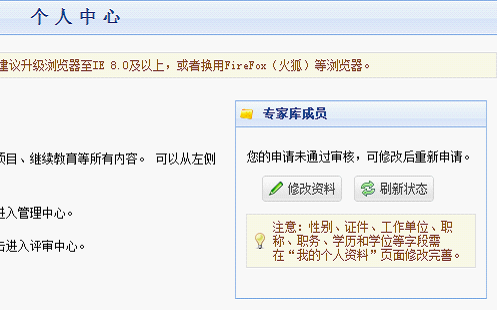 个人中心
建议升级浏览器至IE 8.0及以上，或者换用FireFox（火狐）等浏览器。
专家库成员
项目、继续教育等所有内容。 可以从左侧
您的申请未通过审核，可修改后重新申请。
修改资料 刷新状态
进入管理中心。
注意：性别、证件、工作单位、职
称、职务、学历和学位等字段需
击进入评审中心。
在“我的个人资料”页面修改完善。